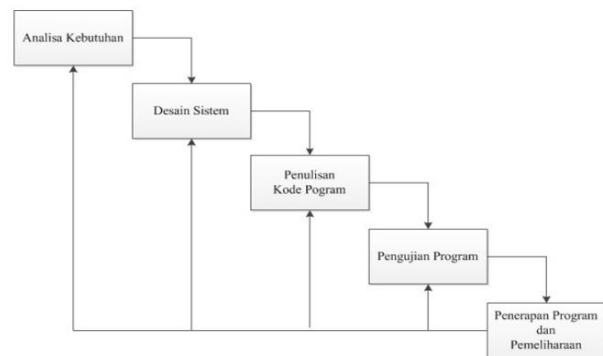 Analisa Kebutuhan
Desain Sistem
Penulisan
Kode Pogram
Pengujian Program
Penerapan Program
dan
Pemeliharaan